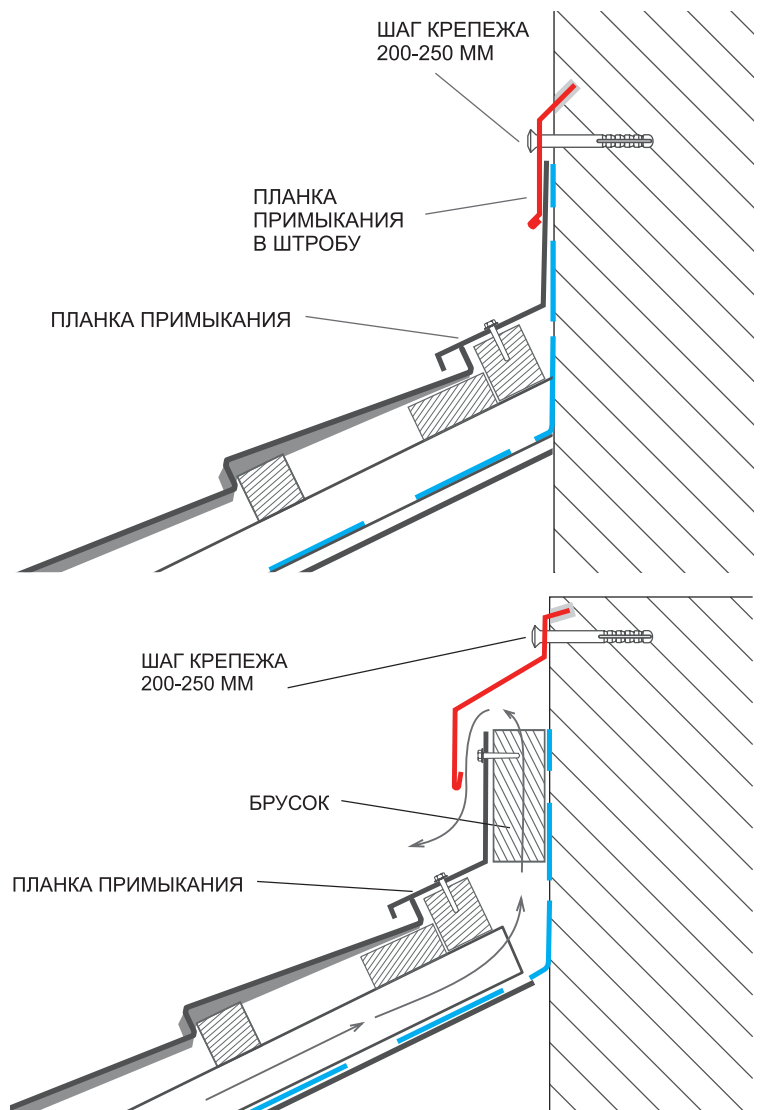 ШАГ КРЕПЕЖА
200-250 ММ
ПЛАНКА
ПРИМЫКАНИЯ
В ШТРОБУ
ПЛАНКА ПРИМЫКАНИЯ
ШАГ КРЕПЕЖА
200-250 ММ
БРУСОК
ПЛАНКА ПРИМЫКАНИЯ